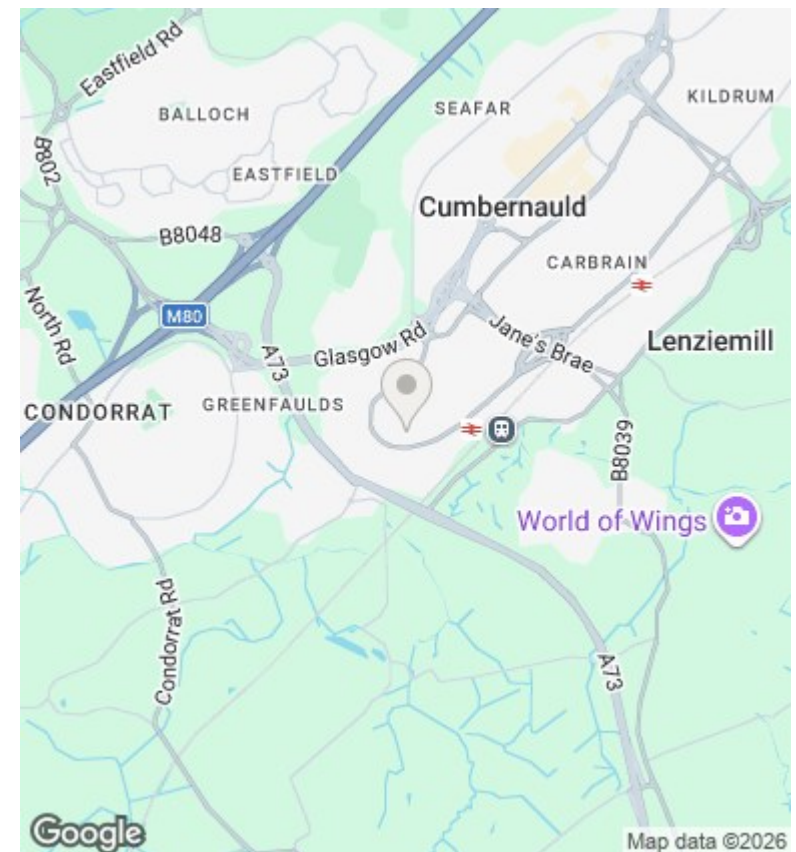 Eastfield Rd
BALLOCH
SEAFAR
KILDRUM
B802
EASTFIELD
Cumbernauld
B8048
CARBRAIN
North Rd
M80
Glasgow Rd
Jane's Brae
Lenziemill
A73
CONDORRAT
GREENFAULDS
B8039
World of Wings
Condorrat Rd
A73
Google
Map data ©2026